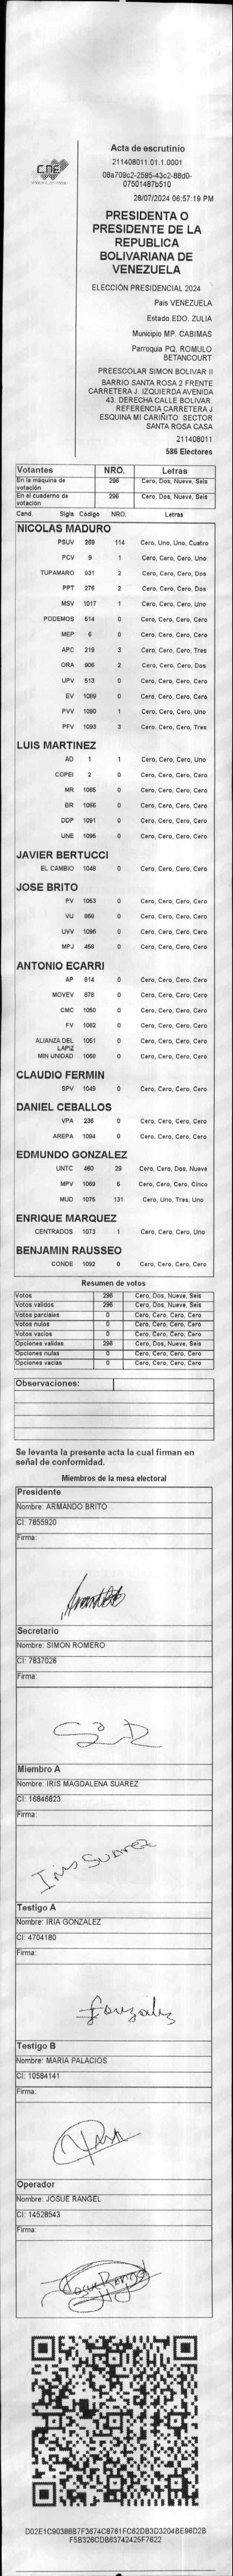 CNE
Acta de escrutinio
211408011.01.1.0001
08a709c2-2595-43c2-88d0-
07501487b510
28/07/2024 06:57:19 PM
PRESIDENTA O
PRESIDENTE DE LA
REPUBLICA
BOLIVARIANA DE
VENEZUELA
ELECCIÓN PRESIDENCIAL 2024
Pais VENEZUELA
Estado EDO. ZULIA
Municipio MP. CABIMAS
Parroquia PQ. ROMULO
BETANCOURT
PREESCOLAR SIMON BOLIVAR II
BARRIO SANTA ROSA 2 FRENTE
CARRETERA J. IZQUIERDA AVENIDA
43. DERECHA CALLE BOLIVAR.
REFERENCIA CARRETERA J
ESQUINA MI CARIÑITO SECTOR
SANTA ROSA CASA
211408011
586 Electores
Votantes NRO. Letras
En la máquina de votación 296 Cero, Dos, Nueve, Seis
En el cuaderno de votación 296 Cero, Dos, Nueve, Seis
Cand. Sigla Código NRO. Letras
NICOLAS MADURO
PSUV 269 114 Cero, Uno, Uno, Cuatro
PCV 9 1 Cero, Cero, Cero, Uno
TUPAMARO 931 2 Cero, Cero, Cero, Dos
PPT 276 2 Cero, Cero, Cero, Dos
MSV 1017 1 Cero, Cero, Cero, Uno
PODEMOS 514 0 Cero, Cero, Cero, Cero
MEP 6 0 Cero, Cero, Cero, Cero
APC 219 3 Cero, Cero, Cero, Tres
ORA 906 2 Cero, Cero, Cero, Dos
UPV 513 0 Cero, Cero, Cero, Cero
EV 1089 0 Cero, Cero, Cero, Cero
PVV 1090 1 Cero, Cero, Cero, Uno
PFV 1093 3 Cero, Cero, Cero, Tres
LUIS MARTINEZ
AD 1 1 Cero, Cero, Cero, Uno
COPEI 2 0 Cero, Cero, Cero, Cero
MR 1065 0 Cero, Cero, Cero, Cero
BR 1066 0 Cero, Cero, Cero, Cero
DDP 1091 0 Cero, Cero, Cero, Cero
UNE 1095 0 Cero, Cero, Cero, Cero
JAVIER BERTUCCI
EL CAMBIO 1048 0 Cero, Cero, Cero, Cero
JOSE BRITO
PV 1053 0 Cero, Cero, Cero, Cero
VU 868 0 Cero, Cero, Cero, Cero
UVV 1096 0 Cero, Cero, Cero, Cero
MPJ 458 0 Cero, Cero, Cero, Cero
ANTONIO ECARRI
AP 814 0 Cero, Cero, Cero, Cero
MOVEV 878 0 Cero, Cero, Cero, Cero
CMC 1050 0 Cero, Cero, Cero, Cero
FV 1062 0 Cero, Cero, Cero, Cero
ALIANZA DEL LAPIZ 1051 0 Cero, Cero, Cero, Cero
MIN UNIDAD 1068 0 Cero, Cero, Cero, Cero
CLAUDIO FERMIN
SPV 1049 0 Cero, Cero, Cero, Cero
DANIEL CEBALLOS
VPA 236 0 Cero, Cero, Cero, Cero
AREPA 1094 0 Cero, Cero, Cero, Cero
EDMUNDO GONZALEZ
UNTC 460 29 Cero, Cero, Dos, Nueve
MPV 1069 5 Cero, Cero, Cero, Cinco
MUD 1075 131 Cero, Uno, Tres, Uno
ENRIQUE MARQUEZ
CENTRADOS 1073 1 Cero, Cero, Cero, Uno
BENJAMIN RAUSSEO
CONDE 1092 0 Cero, Cero, Cero, Cero
Resumen de votos
Votos 296 Cero, Dos, Nueve, Seis
Votos validos 296 Cero, Dos, Nueve, Seis
Votos parciales 0 Cero, Cero, Cero, Cero
Votos nulos 0 Cero, Cero, Cero, Cero
Votos vacios 0 Cero, Cero, Cero, Cero
Opciones validas 296 Cero, Dos, Nueve, Seis
Opciones nulas 0 Cero, Cero, Cero, Cero
Opciones vacias 0 Cero, Cero, Cero, Cero
Observaciones:
Se levanta la presente acta la cual firman en
señal de conformidad.
Miembros de la mesa electoral
Presidente
Nombre: ARMANDO BRITO
CI: 7855920
Firma:
Secretario
Nombre: SIMON ROMERO
CI: 7837026
Firma:
Miembro A
Nombre: IRIS MAGDALENA SUAREZ
CI: 16846823
Firma:
Iris Suarez
Testigo A
Nombre: IRIA GONZALEZ
CI: 4704180
Firma:
González
Testigo B
Nombre: MARIA PALACIOS
CI: 10584141
Firma:
Operador
Nombre: JOSUE RANGEL
CI: 14528543
Firma:
Josue Rangel
D02E1C90388B7F3674C8761FC62DB3D3204BE96D2B
F5B326CDB63742425F7622